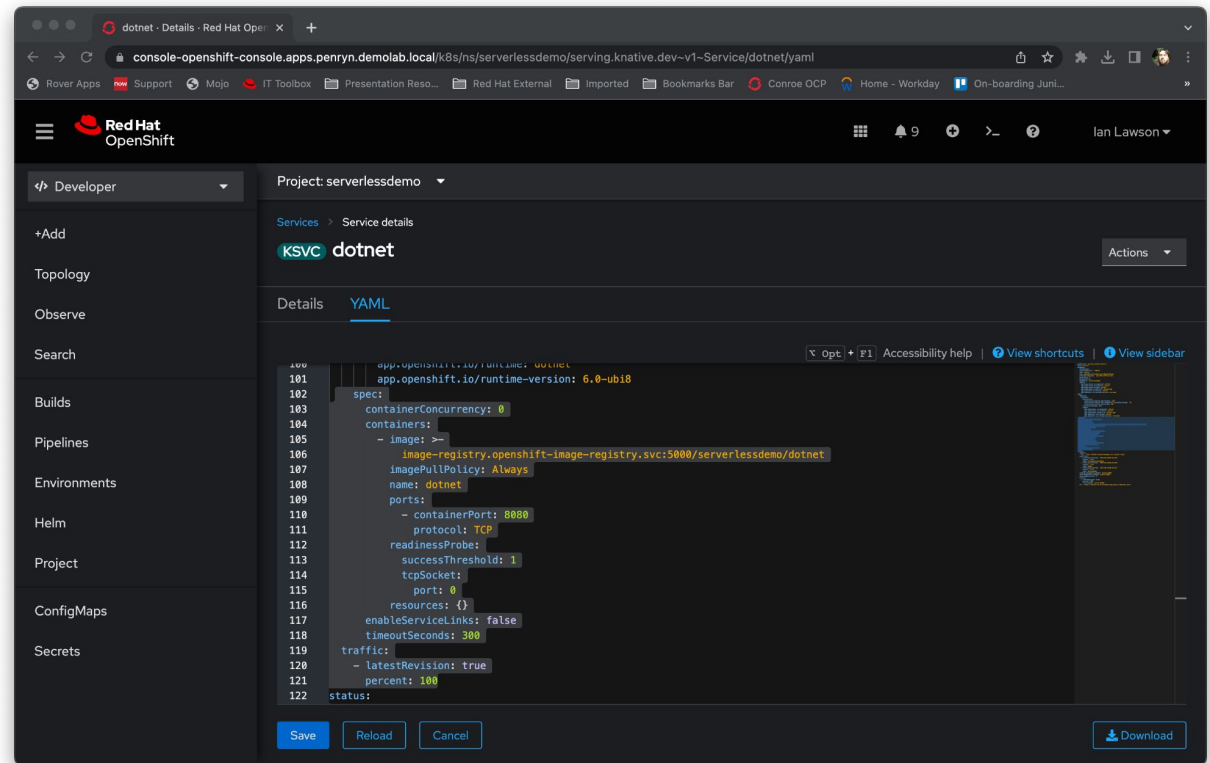 dotnet · Details · Red Hat Open
console-openshift-console.apps.penryn.demolab.local/k8s/ns/serverlessdemo/serving.knative.dev~v1~Service/dotnet/yaml
Rover Apps now Support Mojo IT Toolbox Presentation Reso... Red Hat External Imported Bookmarks Bar Conroe OCP Home - Workday On-boarding Juni... »
Red Hat
OpenShift
9
Ian Lawson
</> Developer
+Add
Topology
Observe
Search
Builds
Pipelines
Environments
Helm
Project
ConfigMaps
Secrets
Project: serverlessdemo
Services > Service details
KSVC dotnet
Actions
Details YAML
⌥ Opt + F1 Accessibility help | View shortcuts | View sidebar
100 app.openshift.io/runtime: dotnet
101 app.openshift.io/runtime-version: 6.0-ubi8
102 spec:
103 containerConcurrency: 0
104 containers:
105 - image: >-
106 image-registry.openshift-image-registry.svc:5000/serverlessdemo/dotnet
107 imagePullPolicy: Always
108 name: dotnet
109 ports:
110 - containerPort: 8080
111 protocol: TCP
112 readinessProbe:
113 successThreshold: 1
114 tcpSocket:
115 port: 0
116 resources: {}
117 enableServiceLinks: false
118 timeoutSeconds: 300
119 traffic:
120 - latestRevision: true
121 percent: 100
122 status:
Save Reload Cancel Download